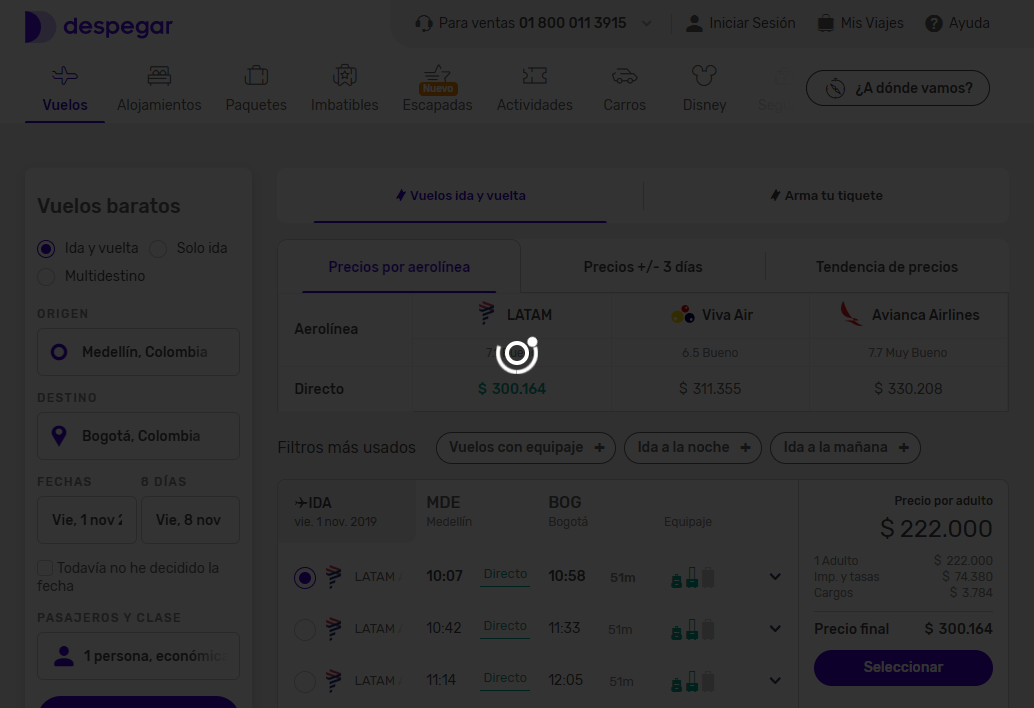 despegar
Para ventas 01 800 011 3915
Iniciar Sesión
Mis Viajes
Ayuda
Vuelos
Alojamientos
Paquetes
Imbatibles
Nuevo
Escapadas
Actividades
Carros
Disney
¿A dónde vamos?
Vuelos baratos
Ida y vuelta
Solo ida
Multidestino
ORIGEN
Medellín, Colombia
DESTINO
Bogotá, Colombia
FECHAS
8 DÍAS
Vie, 1 nov 2
Vie, 8 nov
Todavía no he decidido la
fecha
PASAJEROS Y CLASE
1 persona, económic
Vuelos ida y vuelta
Arma tu tiquete
Precios por aerolínea
Precios +/- 3 días
Tendencia de precios
Aerolínea
LATAM
Viva Air
Avianca Airlines
6.5 Bueno
7.7 Muy Bueno
Directo
$ 300.164
$ 311.355
$ 330.208
Filtros más usados
Vuelos con equipaje +
Ida a la noche +
Ida a la mañana +
IDA
vie. 1 nov. 2019
MDE
Medellín
BOG
Bogotá
Equipaje
LATAM
10:07
Directo
10:58
51m
LATAM
10:42
Directo
11:33
51m
LATAM
11:14
Directo
12:05
51m
Precio por adulto
$ 222.000
1 Adulto $ 222.000
Imp. y tasas $ 74.380
Cargos $ 3.784
Precio final $ 300.164
Seleccionar